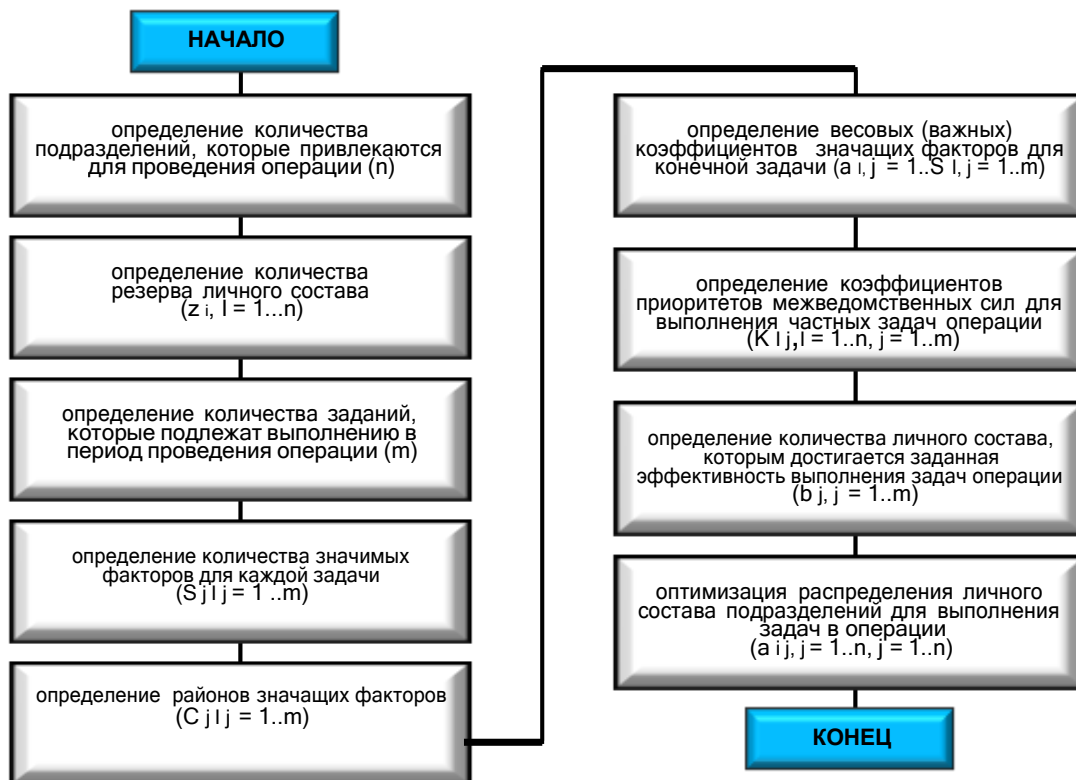 НАЧАЛО
определение количества
подразделений, которые привлекаются
для проведения операции (n)
определение количества
резерва личного состава
(z i, I = 1...n)
определение количества заданий,
которые подлежат выполнению в
период проведения операции (m)
определение количества значимых
факторов для каждой задачи
(S j I j = 1 ..m)
определение районов значащих факторов
(C j I j = 1..m)
определение весовых (важных)
коэффициентов значащих факторов для
конечной задачи (a i, j = 1..S I, j = 1..m)
определение коэффициентов
приоритетов межведомственных сил для
выполнения частных задач операции
(K I j, I = 1..n, j = 1..m)
определение количества личного состава,
которым достигается заданная
эффективность выполнения задач операции
(b j, j = 1..m)
оптимизация распределения личного
состава подразделений для выполнения
задач в операции
(a i j, j = 1..n, j = 1..n)
КОНЕЦ